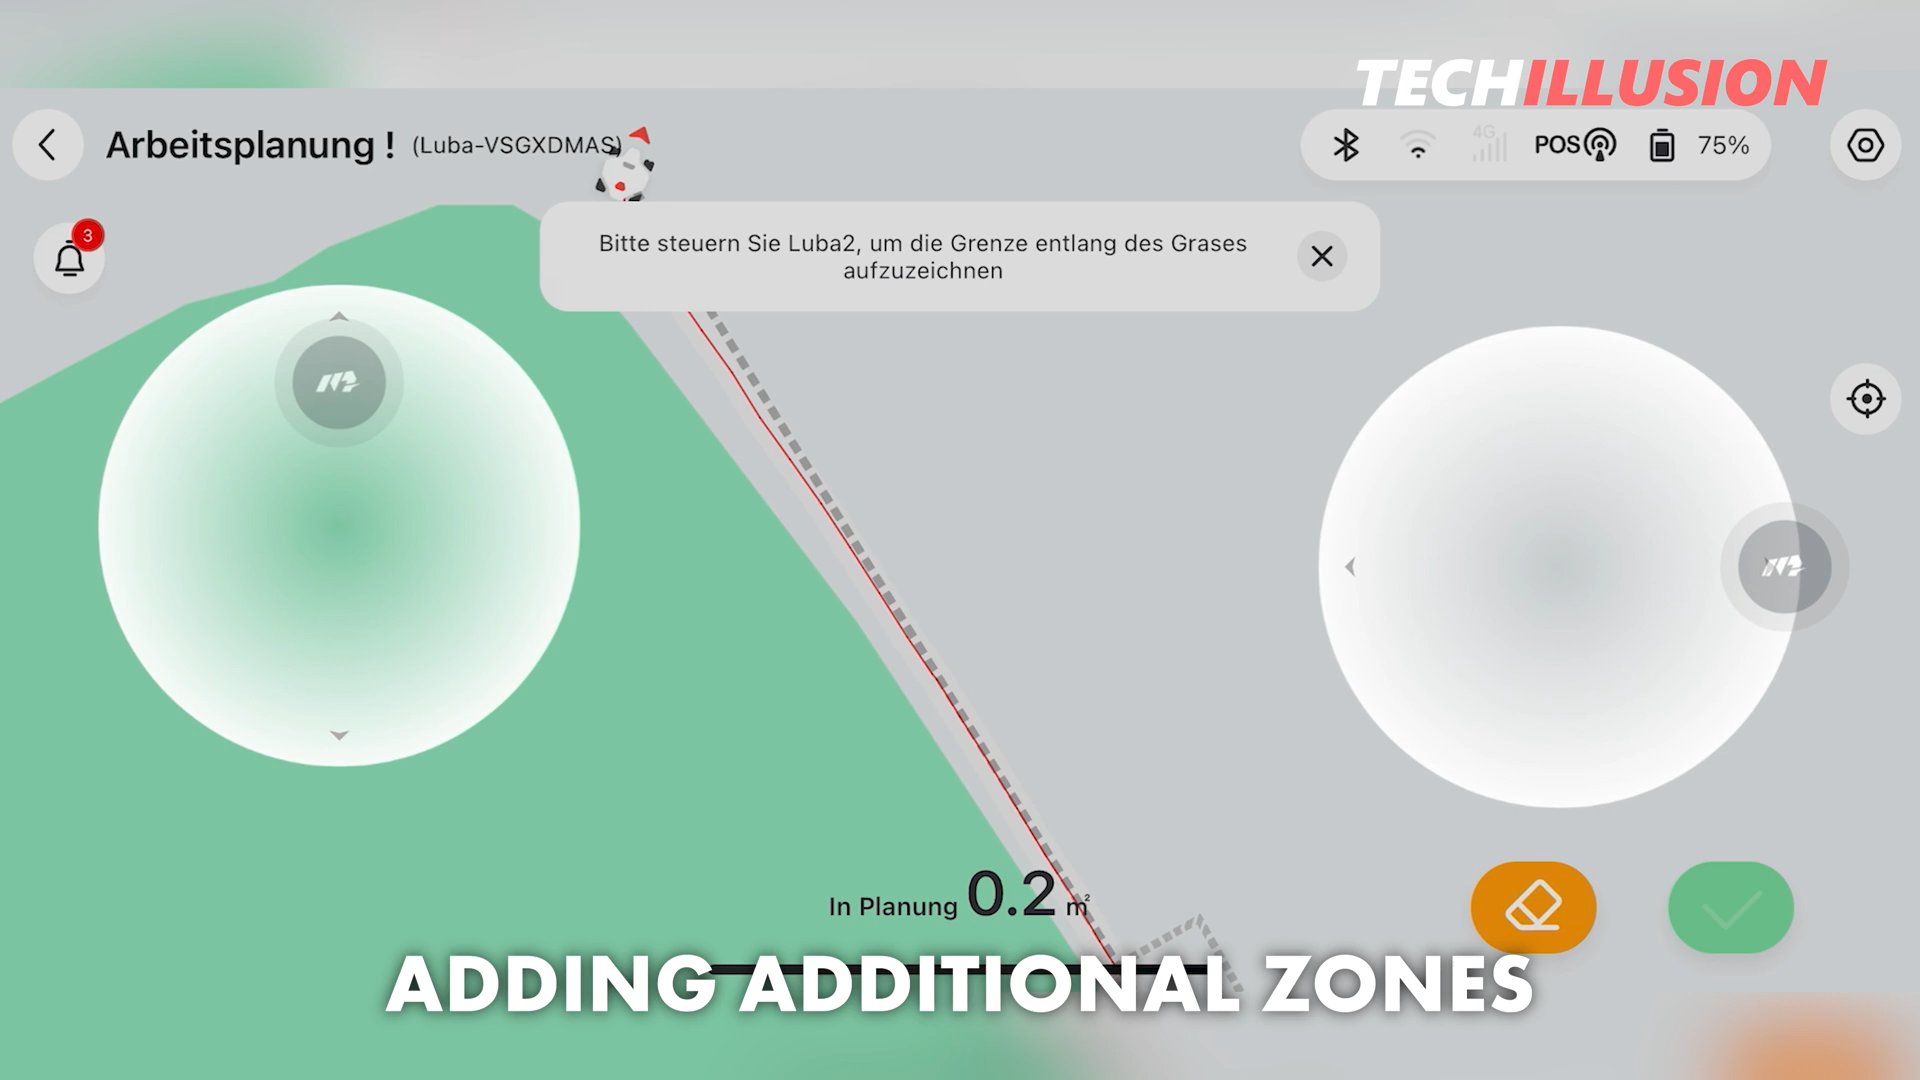 TECHILLUSION
Arbeitsplanung ! (Luba-VSGXDMAS)
4G
POS
75%
3
Bitte steuern Sie Luba2, um die Grenze entlang des Grases
aufzuzeichnen
In Planung 0.2 m²
ADDING ADDITIONAL ZONES